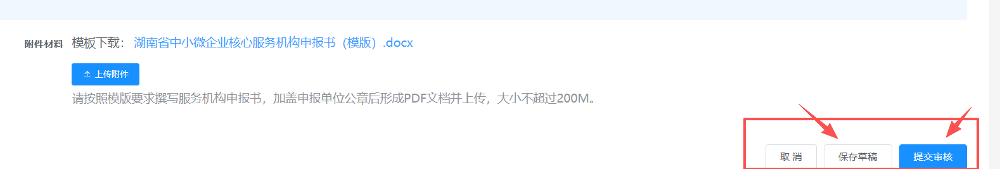 附件材料 模板下载： 湖南省中小微企业核心服务机构申报书（模版）.docx
上传附件
请按照模版要求撰写服务机构申报书，加盖申报单位公章后形成PDF文档并上传，大小不超过200M。
取 消 保存草稿 提交审核